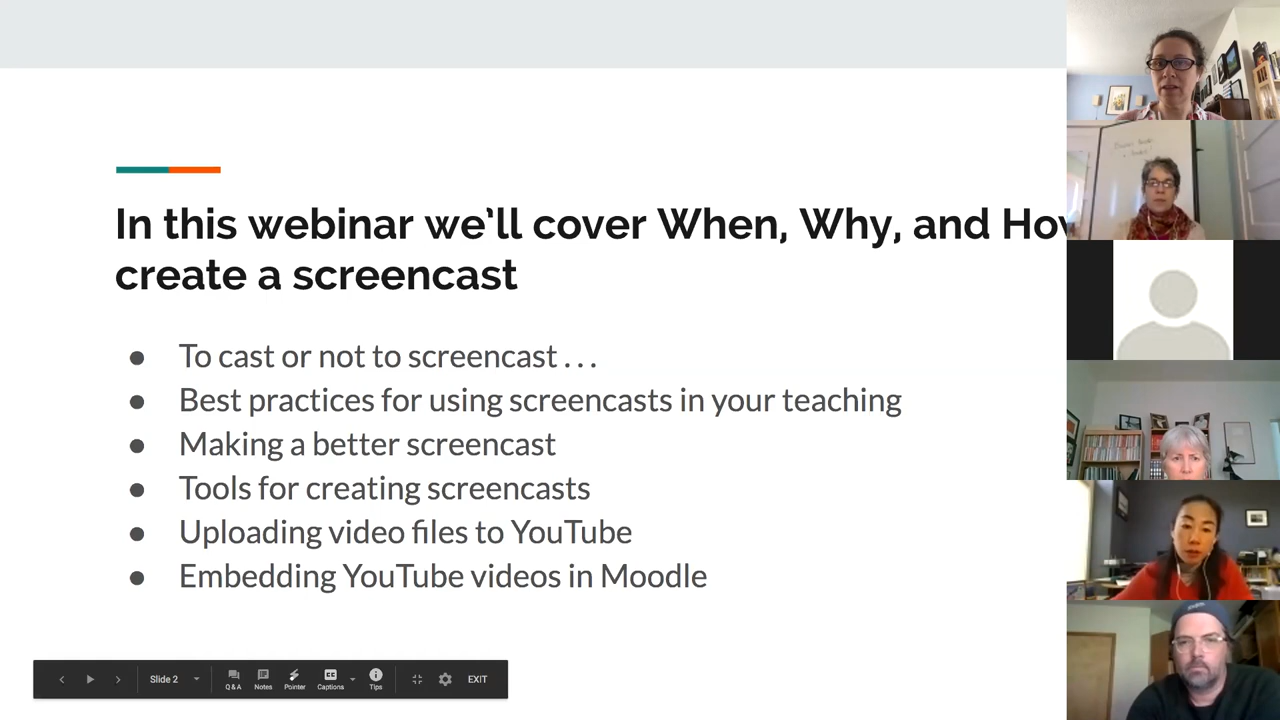 In this webinar we’ll cover When, Why, and How
create a screencast
● To cast or not to screencast . . .
● Best practices for using screencasts in your teaching
● Making a better screencast
● Tools for creating screencasts
● Uploading video files to YouTube
● Embedding YouTube videos in Moodle
Slide 2
Q & A
Notes
Pointer
Captions
Tips
EXIT